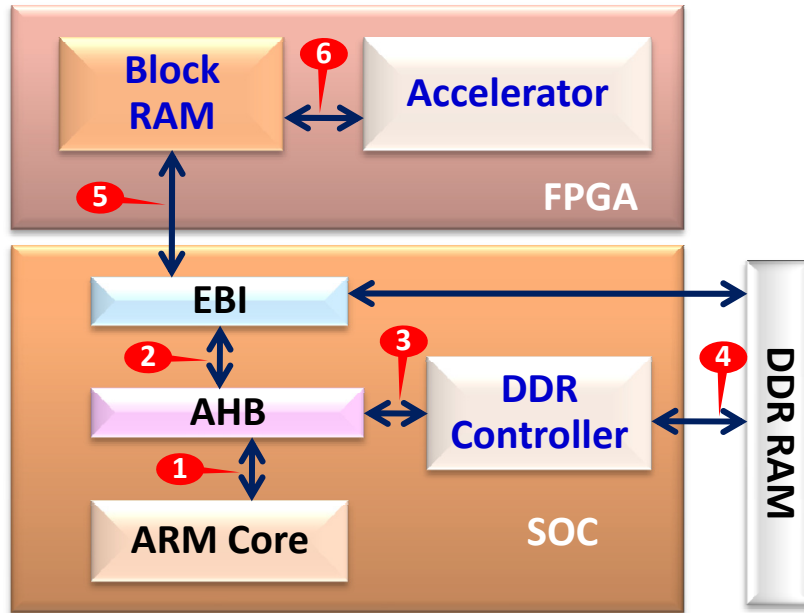 6
Block
RAM
Accelerator
5
FPGA
EBI
2
3
4
AHB
DDR
Controller
1
ARM Core
SOC
DDR RAM